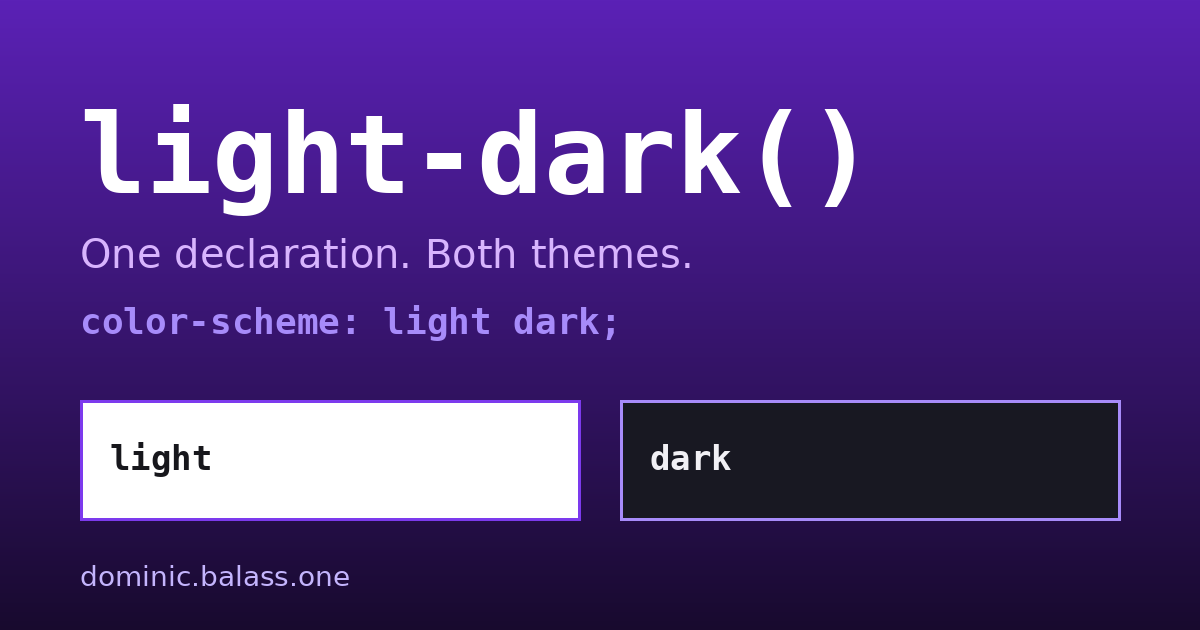 light-dark()
One declaration. Both themes.
color-scheme: light dark;
light
dark
dominic.balass.one